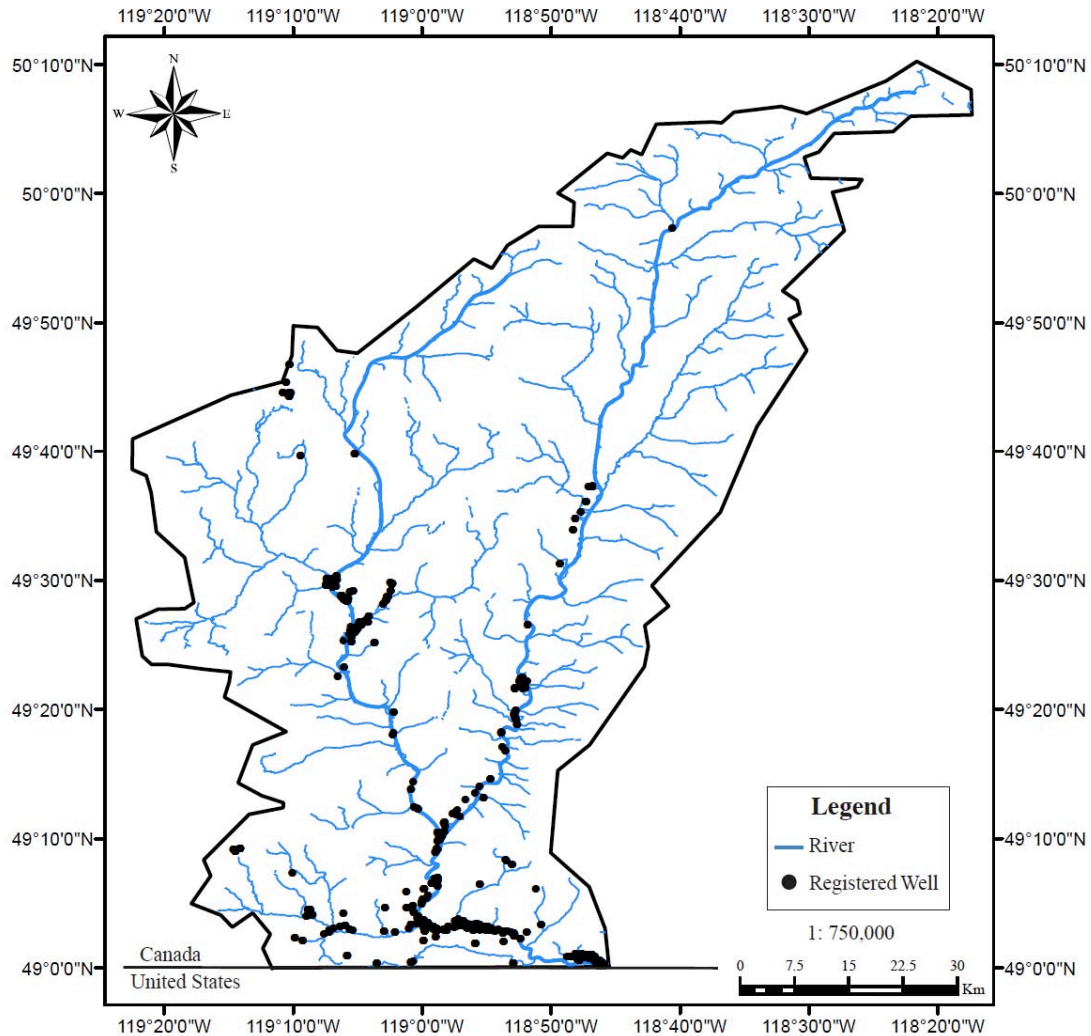 119°20'0"W 119°10'0"W 119°0'0"W 118°50'0"W 118°40'0"W 118°30'0"W 118°20'0"W
50°10'0"N 50°10'0"N
N
W E
S
50°0'0"N 50°0'0"N
49°50'0"N 49°50'0"N
49°40'0"N 49°40'0"N
49°30'0"N 49°30'0"N
49°20'0"N 49°20'0"N
Legend
River
49°10'0"N 49°10'0"N
Registered Well
1: 750,000
Canada
49°0'0"N 49°0'0"N
United States
0 7.5 15 22.5 30
Km
119°20'0"W 119°10'0"W 119°0'0"W 118°50'0"W 118°40'0"W 118°30'0"W 118°20'0"W